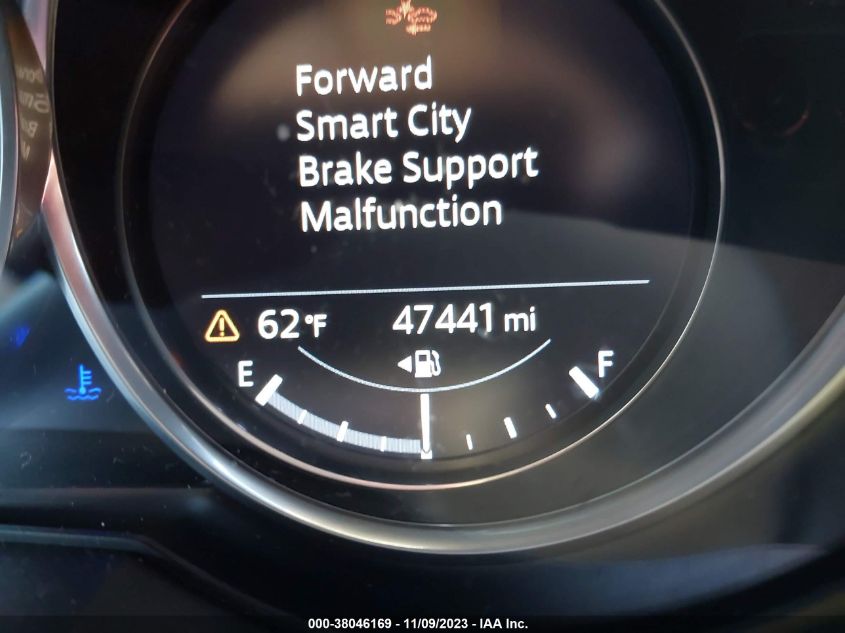 Forward
Smart City
Brake Support
Malfunction
62°F 47441 mi
E F
000-38046169 - 11/09/2023 - IAA Inc.